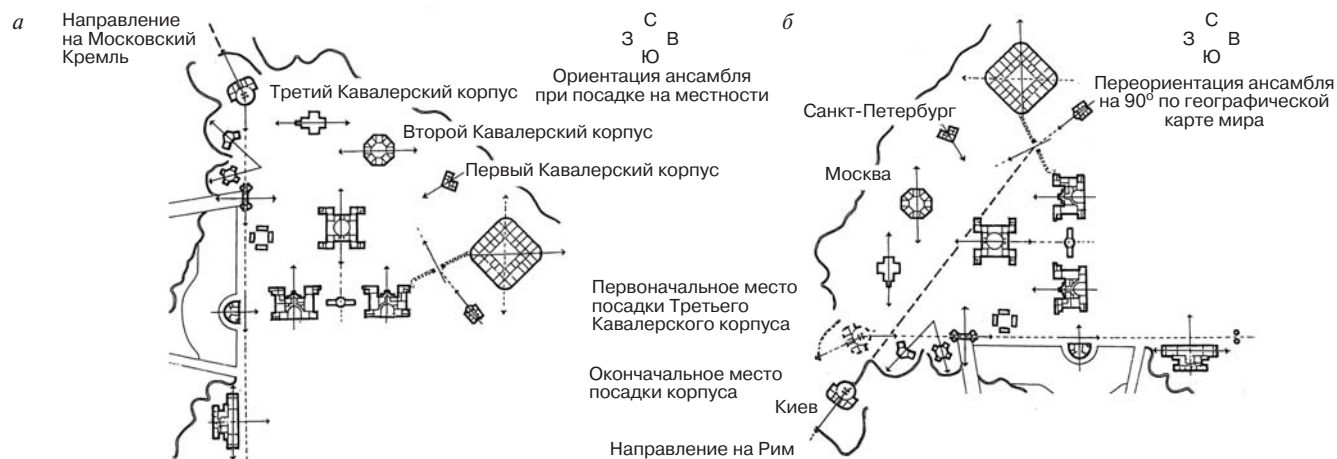 а
Направление
на Московский
Кремль
С
З В
Ю
Ориентация ансамбля
при посадке на местности
Третий Кавалерский корпус
Второй Кавалерский корпус
Первый Кавалерский корпус
б
С
З В
Ю
Переориентация ансамбля
на 90° по географической
карте мира
Санкт-Петербург
Москва
Первоначальное место
посадки Третьего
Кавалерского корпуса
Окончачальное место
посадки корпуса
Киев
Направление на Рим